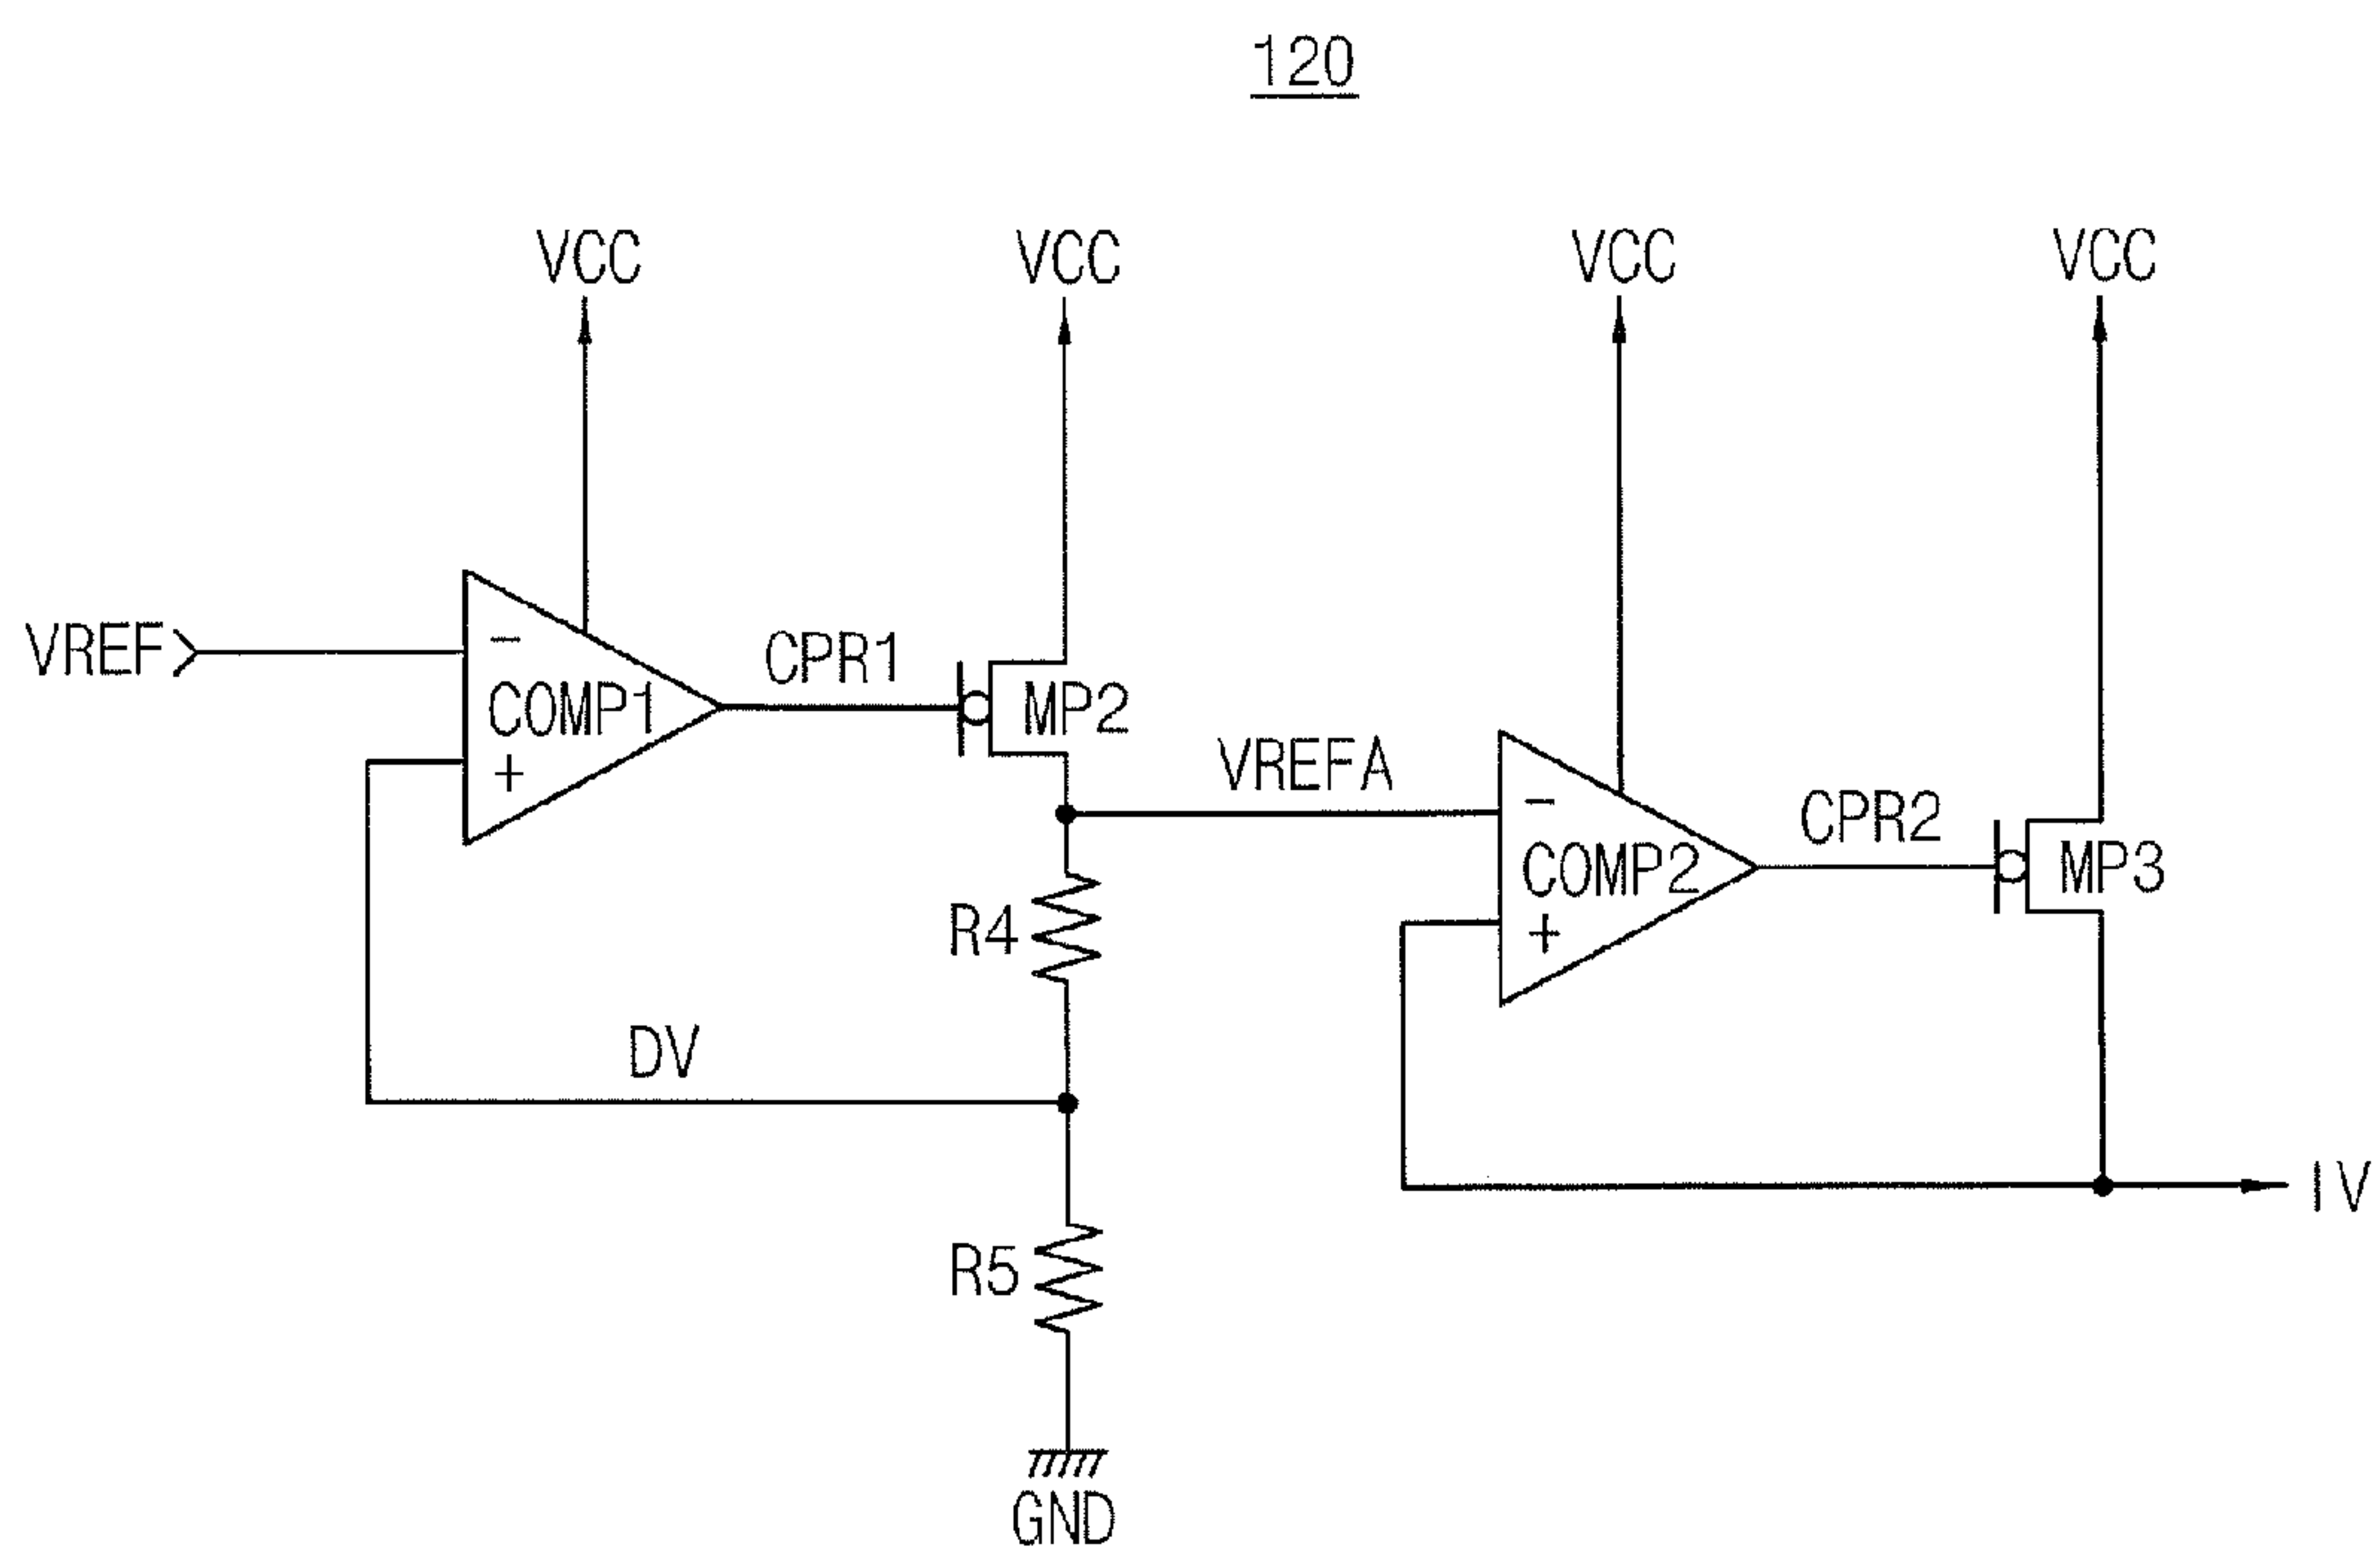 120
VCC VCC VCC VCC
VREF
−
COMP1
+
CPR1
MP2
VREFA
−
COMP2
+
CPR2
MP3
R4
DV
IV
R5
GND